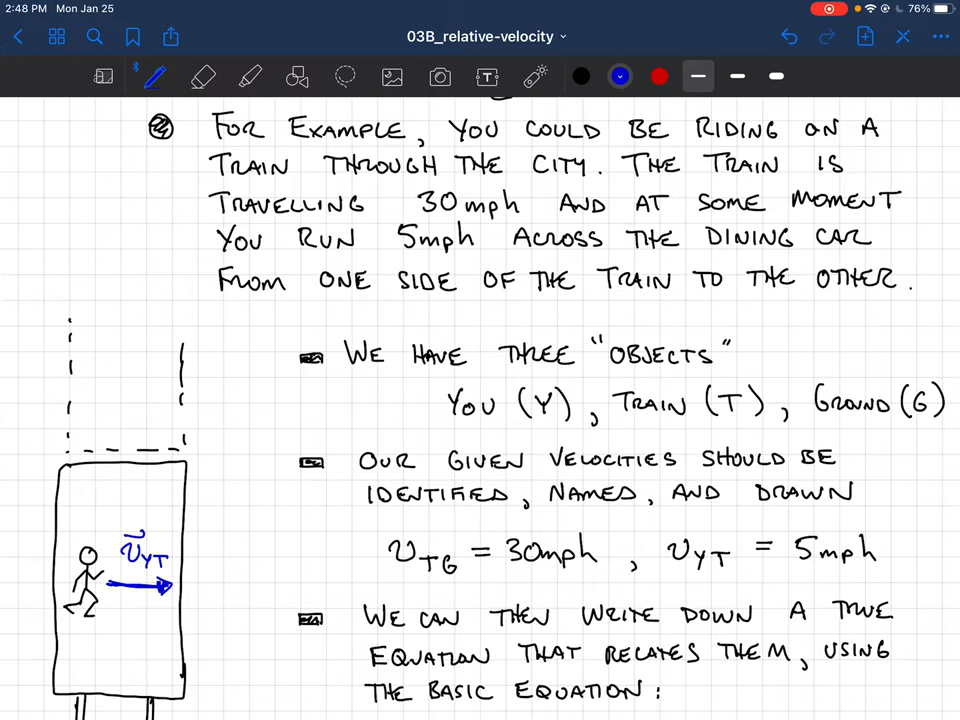 2:48 PM Mon Jan 25
76%
03B_relative-velocity
T
FOR EXAMPLE, YOU COULD BE RIDING ON A
TRAIN THROUGH THE CITY. THE TRAIN IS
TRAVELLING 30mph AND AT SOME MOMENT
YOU RUN 5mph ACROSS THE DINING CAR
FROM ONE SIDE OF THE TRAIN TO THE OTHER.
WE HAVE THREE "OBJECTS"
YOU (Y), TRAIN (T), GROUND (G)
OUR GIVEN VELOCITIES SHOULD BE
IDENTIFIED, NAMED, AND DRAWN
v⃗_YT
v_TG = 30mph, v_YT = 5mph
WE CAN THEN WRITE DOWN A TRUE
EQUATION THAT RELATES THEM, USING
THE BASIC EQUATION: